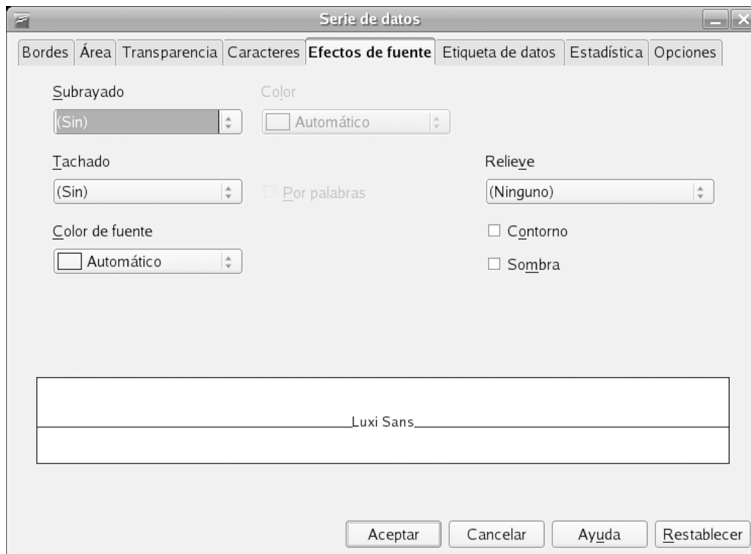 Serie de datos
Bordes Área Transparencia Caracteres Efectos de fuente Etiqueta de datos Estadística Opciones
Subrayado Color
(Sin) Automático
Tachado Relieve
(Sin) Por palabras (Ninguno)
Color de fuente Contorno
Automático
Sombra
Luxi Sans
Aceptar Cancelar Ayuda Restablecer